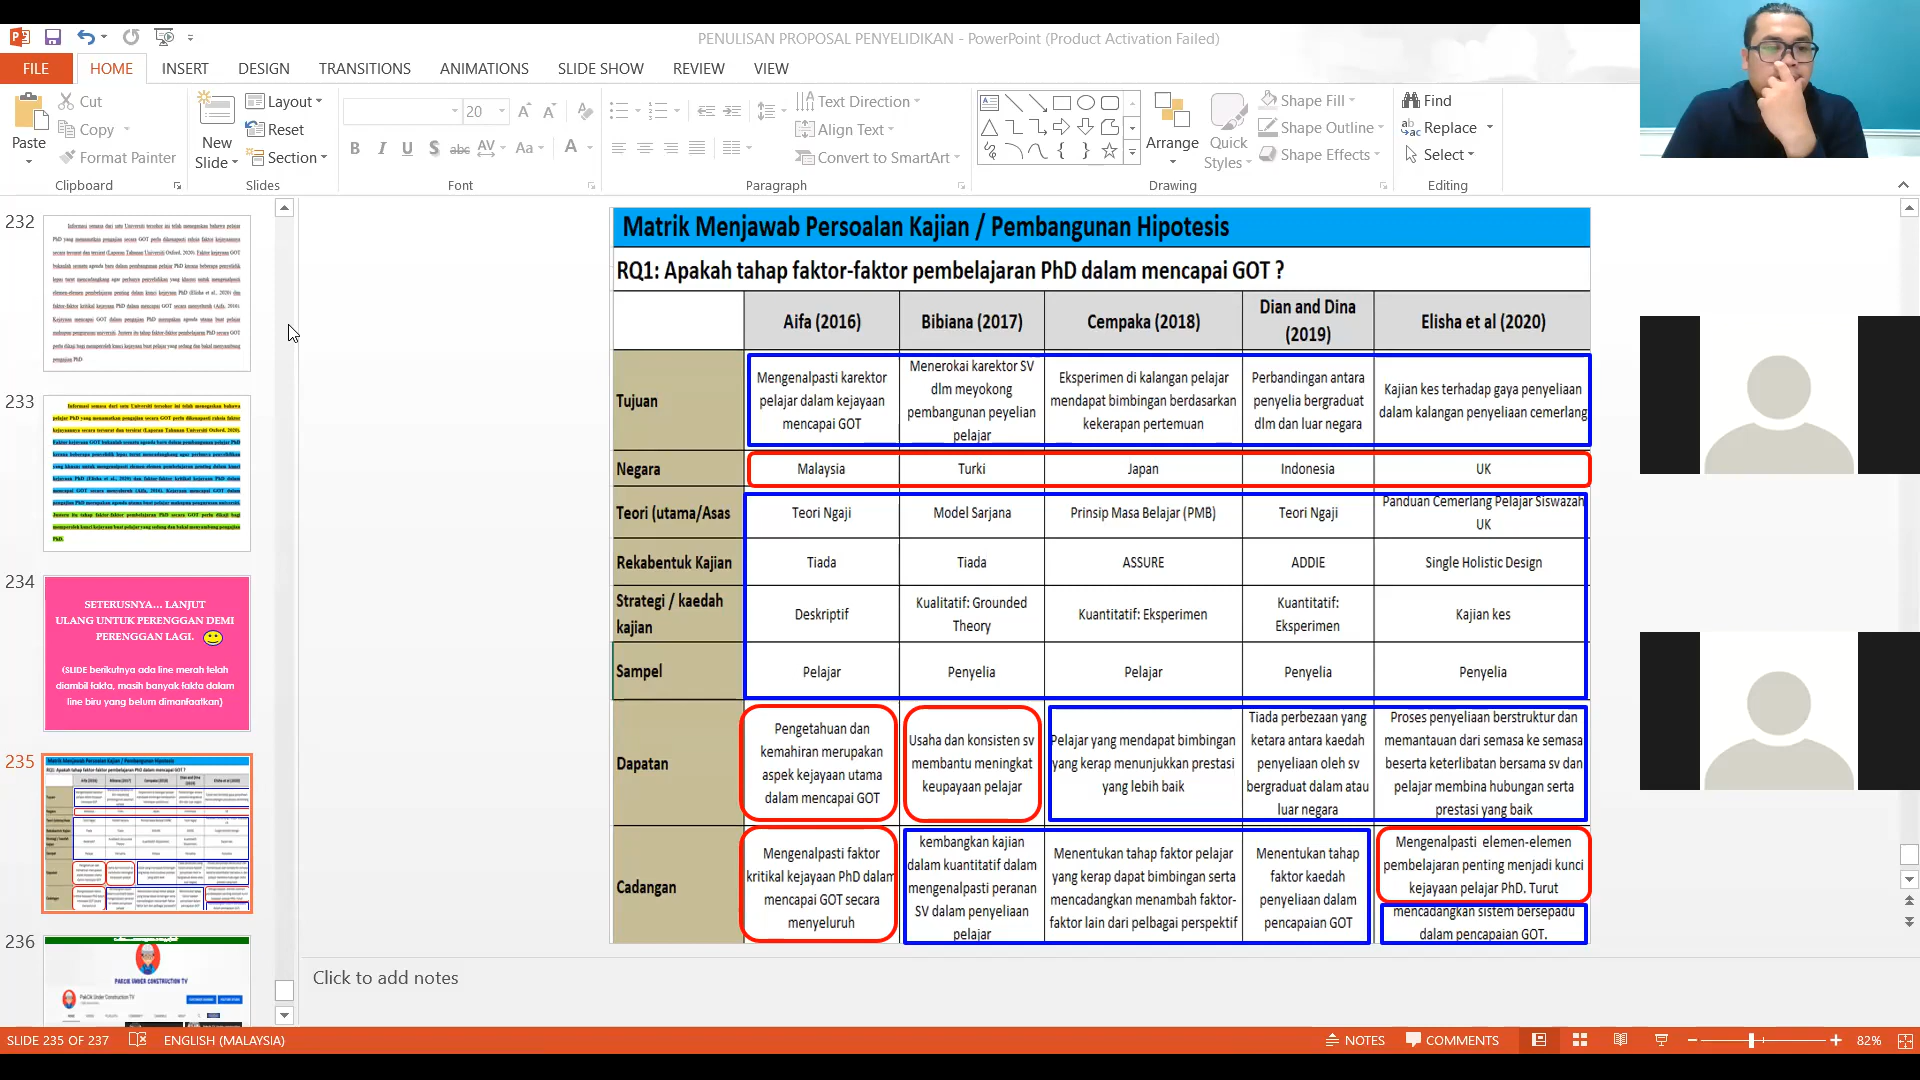 PENULISAN PROPOSAL PENYELIDIKAN - PowerPoint (Product Activation Failed)
FILE HOME INSERT DESIGN TRANSITIONS ANIMATIONS SLIDE SHOW REVIEW VIEW
Paste
Cut
Copy
Format Painter
Clipboard
New Slide
Layout
Reset
Section
Slides
20
Font
Text Direction
Align Text
Convert to SmartArt
Paragraph
Arrange
Quick Styles
Shape Fill
Shape Outline
Shape Effects
Drawing
Find
Replace
Select
Editing
232
233
234
SETERUSNYA... LANJUT
ULANG UNTUK PERENGGAN DEMI
PERENGGAN LAGI.
(SLIDE berikutnya ada line merah telah
diambil fakta, masih banyak fakta dalam
line biru yang belum dimanfaatkan)
235
236
PAKCIK UNDER CONSTRUCTION TV
PakCik Under Construction TV
Matrik Menjawab Persoalan Kajian / Pembangunan Hipotesis
RQ1: Apakah tahap faktor-faktor pembelajaran PhD dalam mencapai GOT ?
Aifa (2016)
Bibiana (2017)
Cempaka (2018)
Dian and Dina
(2019)
Elisha et al (2020)
Tujuan
Mengenalpasti karektor
pelajar dalam kejayaan
mencapai GOT
Menerokai karektor SV
dlm meyokong
pembangunan peyelian
pelajar
Eksperimen di kalangan pelajar
mendapat bimbingan berdasarkan
kekerapan pertemuan
Perbandingan antara
penyelia bergraduat
dlm dan luar negara
Kajian kes terhadap gaya penyeliaan
dalam kalangan penyeliaan cemerlang
Negara
Malaysia
Turki
Japan
Indonesia
UK
Teori (utama/Asas
Teori Ngaji
Model Sarjana
Prinsip Masa Belajar (PMB)
Teori Ngaji
Panduan Cemerlang Pelajar Siswazah
UK
Rekabentuk Kajian
Tiada
Tiada
ASSURE
ADDIE
Single Holistic Design
Strategi / kaedah
kajian
Deskriptif
Kualitatif: Grounded
Theory
Kuantitatif: Eksperimen
Kuantitatif:
Eksperimen
Kajian kes
Sampel
Pelajar
Penyelia
Pelajar
Penyelia
Penyelia
Dapatan
Pengetahuan dan
kemahiran merupakan
aspek kejayaan utama
dalam mencapai GOT
Usaha dan konsisten sv
membantu meningkat
keupayaan pelajar
Pelajar yang mendapat bimbingan
yang kerap menunjukkan prestasi
yang lebih baik
Tiada perbezaan yang
ketara antara kaedah
penyeliaan oleh sv
bergraduat dalam atau
luar negara
Proses penyeliaan berstruktur dan
memantauan dari semasa ke semasa
beserta keterlibatan bersama sv dan
pelajar membina hubungan serta
prestasi yang baik
Cadangan
Mengenalpasti faktor
kritikal kejayaan PhD dalam
mencapai GOT secara
menyeluruh
kembangkan kajian
dalam kuantitatif dalam
mengenalpasti peranan
SV dalam penyeliaan
pelajar
Menentukan tahap faktor pelajar
yang kerap dapat bimbingan serta
mencadangkan menambah faktor-
faktor lain dari pelbagai perspektif
Menentukan tahap
faktor kaedah
penyeliaan dalam
pencapaian GOT
Mengenalpasti elemen-elemen
pembelajaran penting menjadi kunci
kejayaan pelajar PhD. Turut
mencadangkan sistem bersepadu
dalam pencapaian GOT.
Click to add notes
SLIDE 235 OF 237
ENGLISH (MALAYSIA)
NOTES
COMMENTS
82%